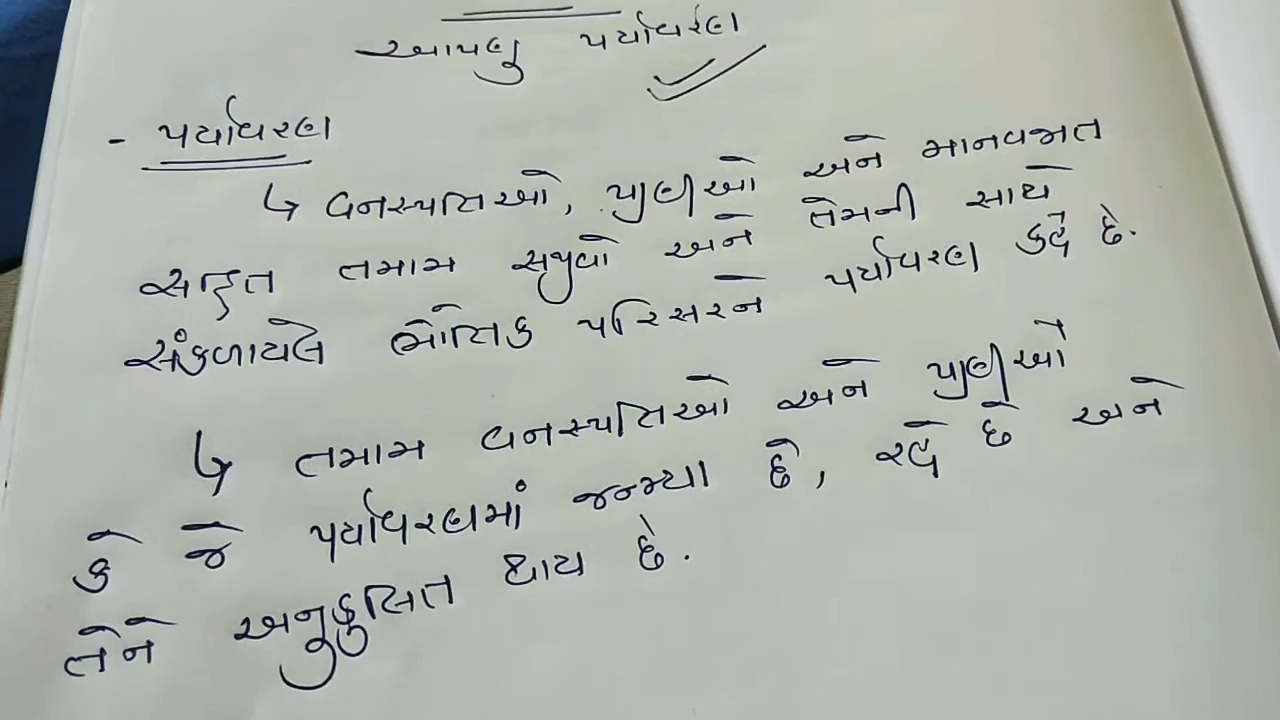 આપણુ પર્યાવરણ
- પર્યાવરણ
↳ વનસ્પતિઓ, પ્રાણીઓ અને માનવજાત
સહિત તમામ સજીવો અને તેમની સાથે
સંકળાયેલ ભૌતિક પરિસરને પર્યાવરણ કહે છે.
↳ તમામ વનસ્પતિઓ અને પ્રાણીઓ
કે જે પર્યાવરણમાં જન્મ્યા છે, રહે છે અને
તેને અનુકુલિત થાય છે.